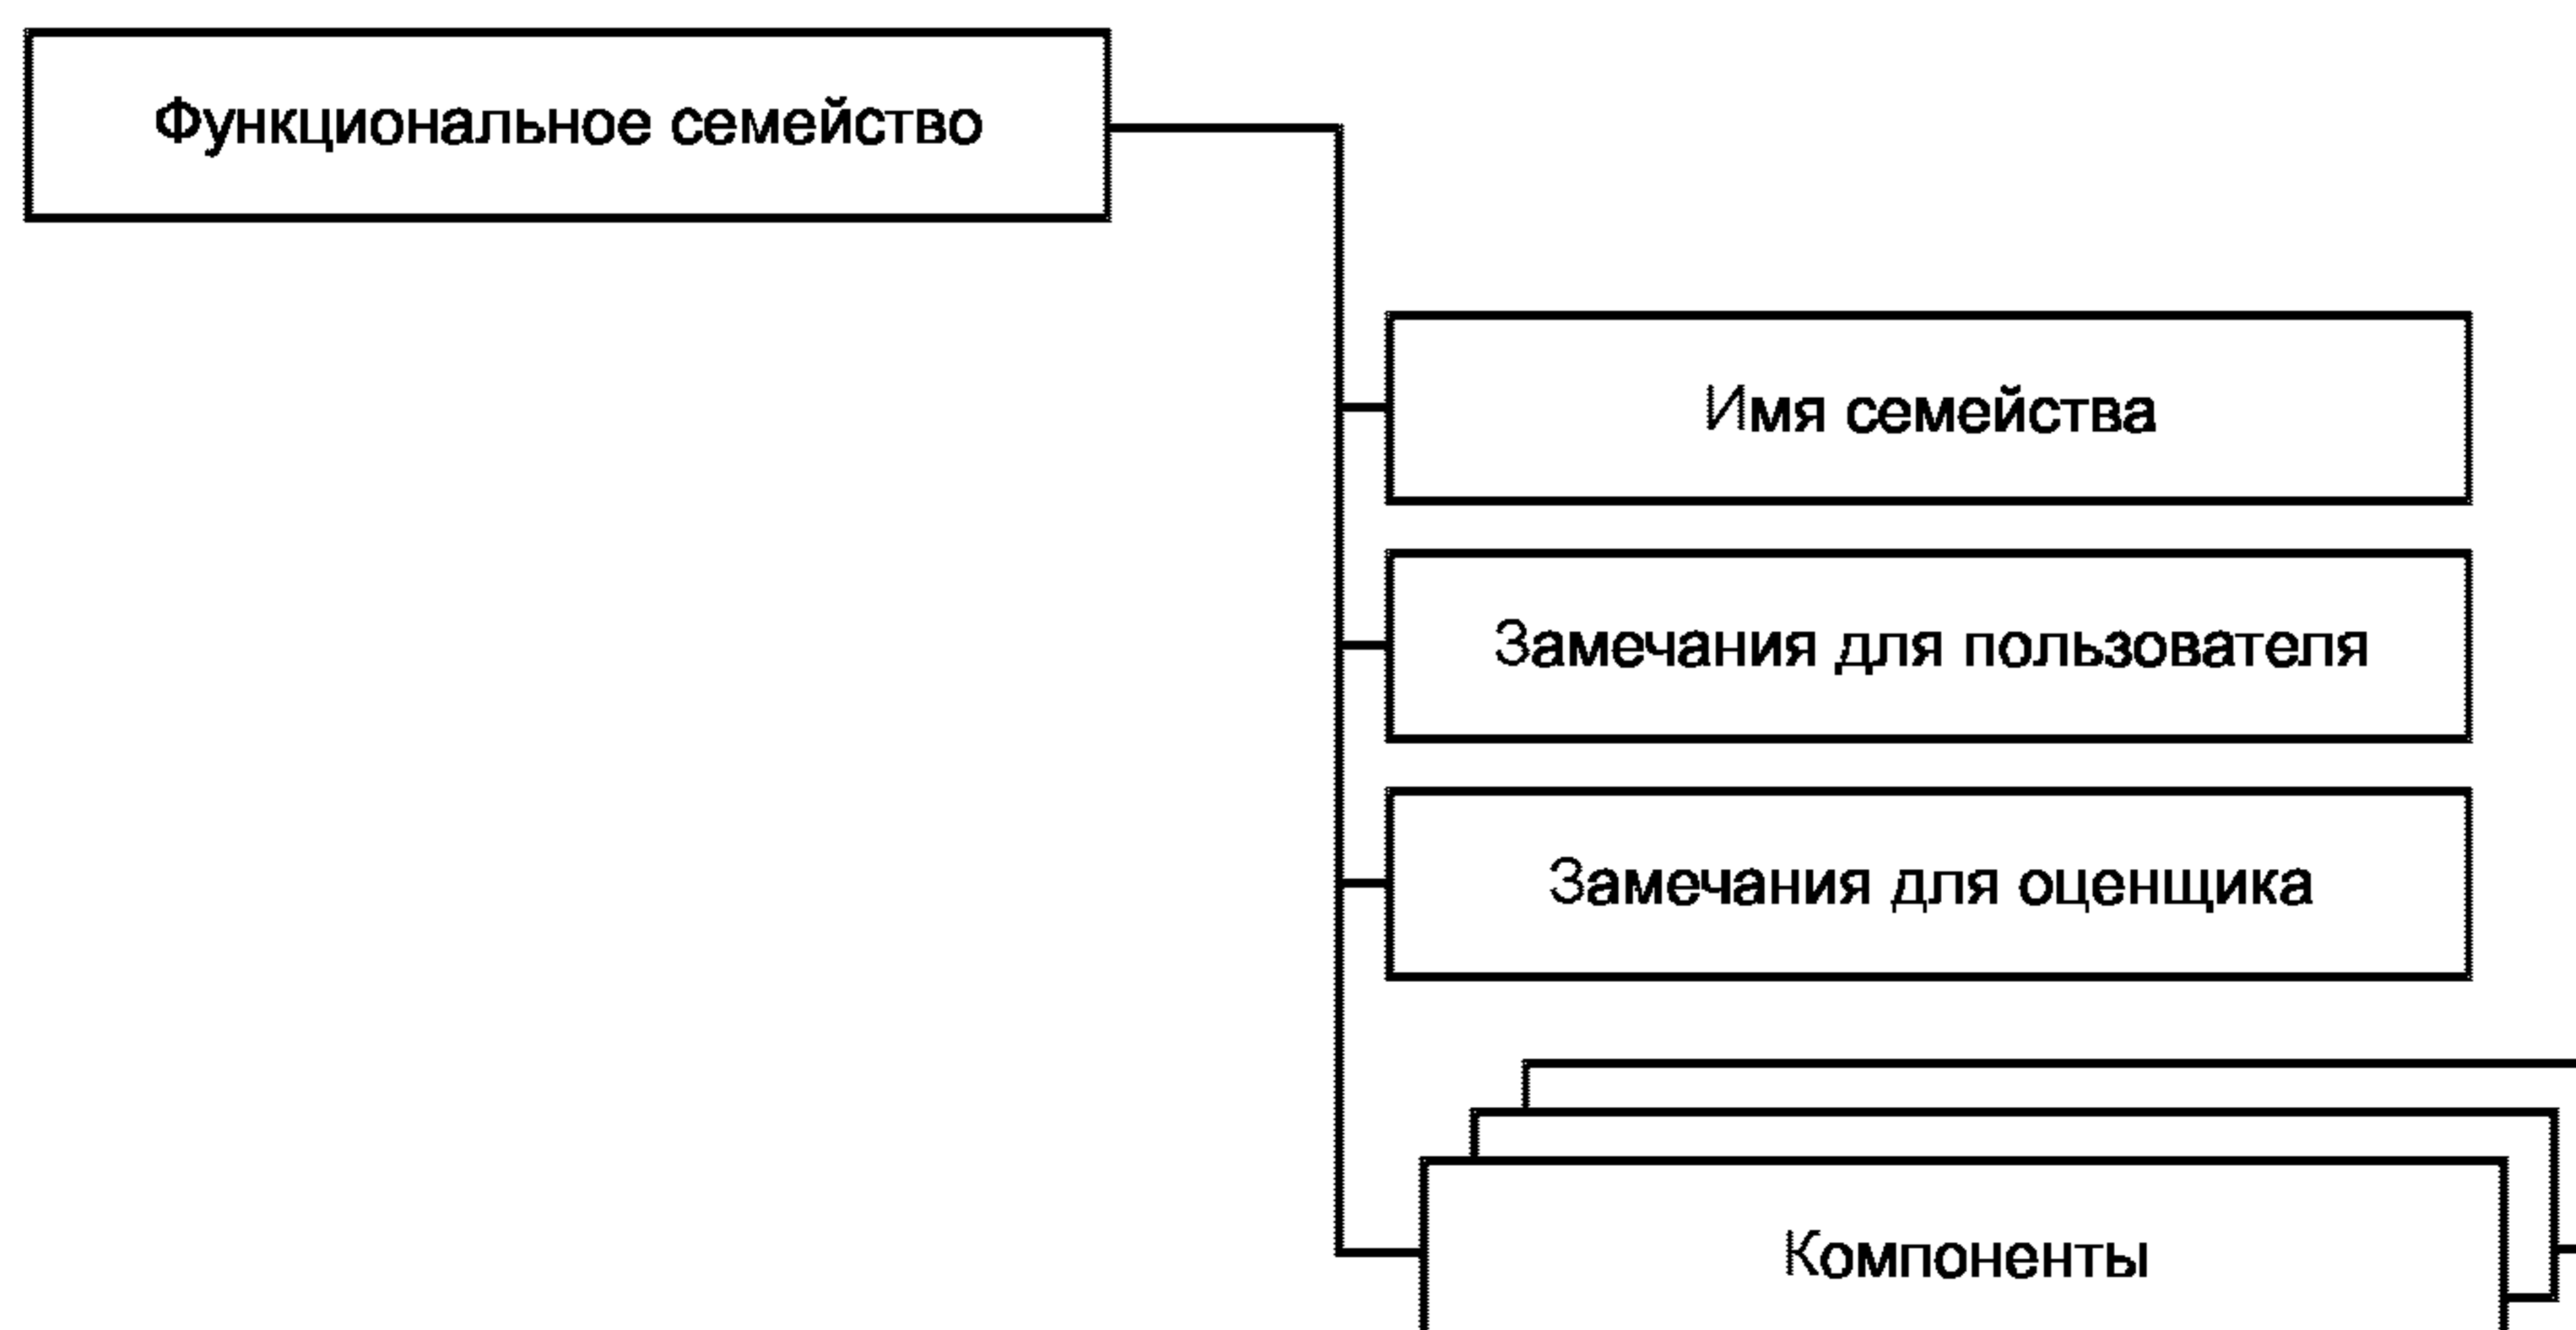 Функциональное семейство
Имя семейства
Замечания для пользователя
Замечания для оценщика
Компоненты